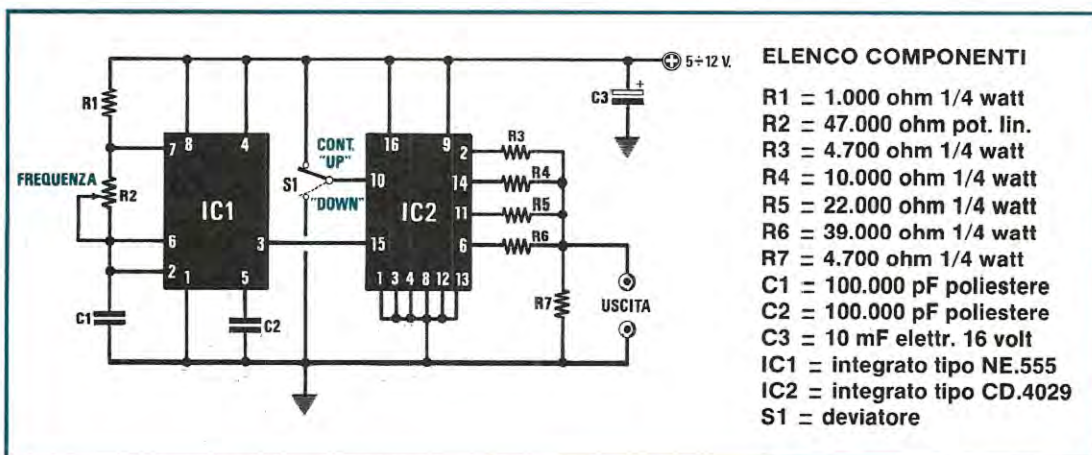 5÷12 V.
C3
+
R1
8
4
7
FREQUENZA
R2
IC1
6
3
2
1
5
C1
C2
CONT.
"UP"
S1
"DOWN"
16
9
2
10
14
IC2
11
15
6
1 3 4 8 12 13
R3
R4
R5
R6
R7
USCITA
ELENCO COMPONENTI
R1 = 1.000 ohm 1/4 watt
R2 = 47.000 ohm pot. lin.
R3 = 4.700 ohm 1/4 watt
R4 = 10.000 ohm 1/4 watt
R5 = 22.000 ohm 1/4 watt
R6 = 39.000 ohm 1/4 watt
R7 = 4.700 ohm 1/4 watt
C1 = 100.000 pF poliestere
C2 = 100.000 pF poliestere
C3 = 10 mF elettr. 16 volt
IC1 = integrato tipo NE.555
IC2 = integrato tipo CD.4029
S1 = deviatore